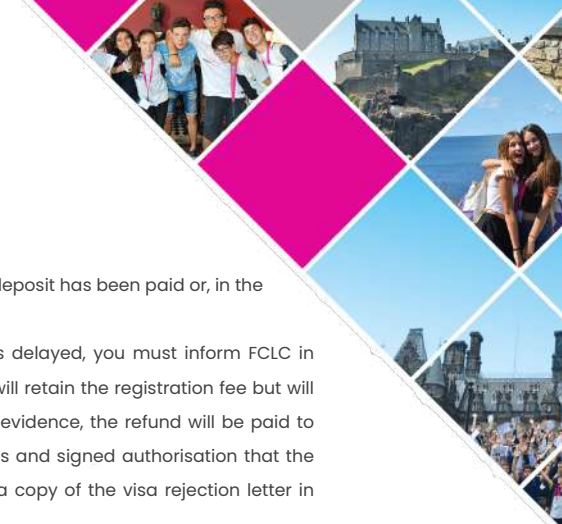 deposit has been paid or, in the
s delayed, you must inform FCLC in
will retain the registration fee but will
evidence, the refund will be paid to
s and signed authorisation that the
a copy of the visa rejection letter in